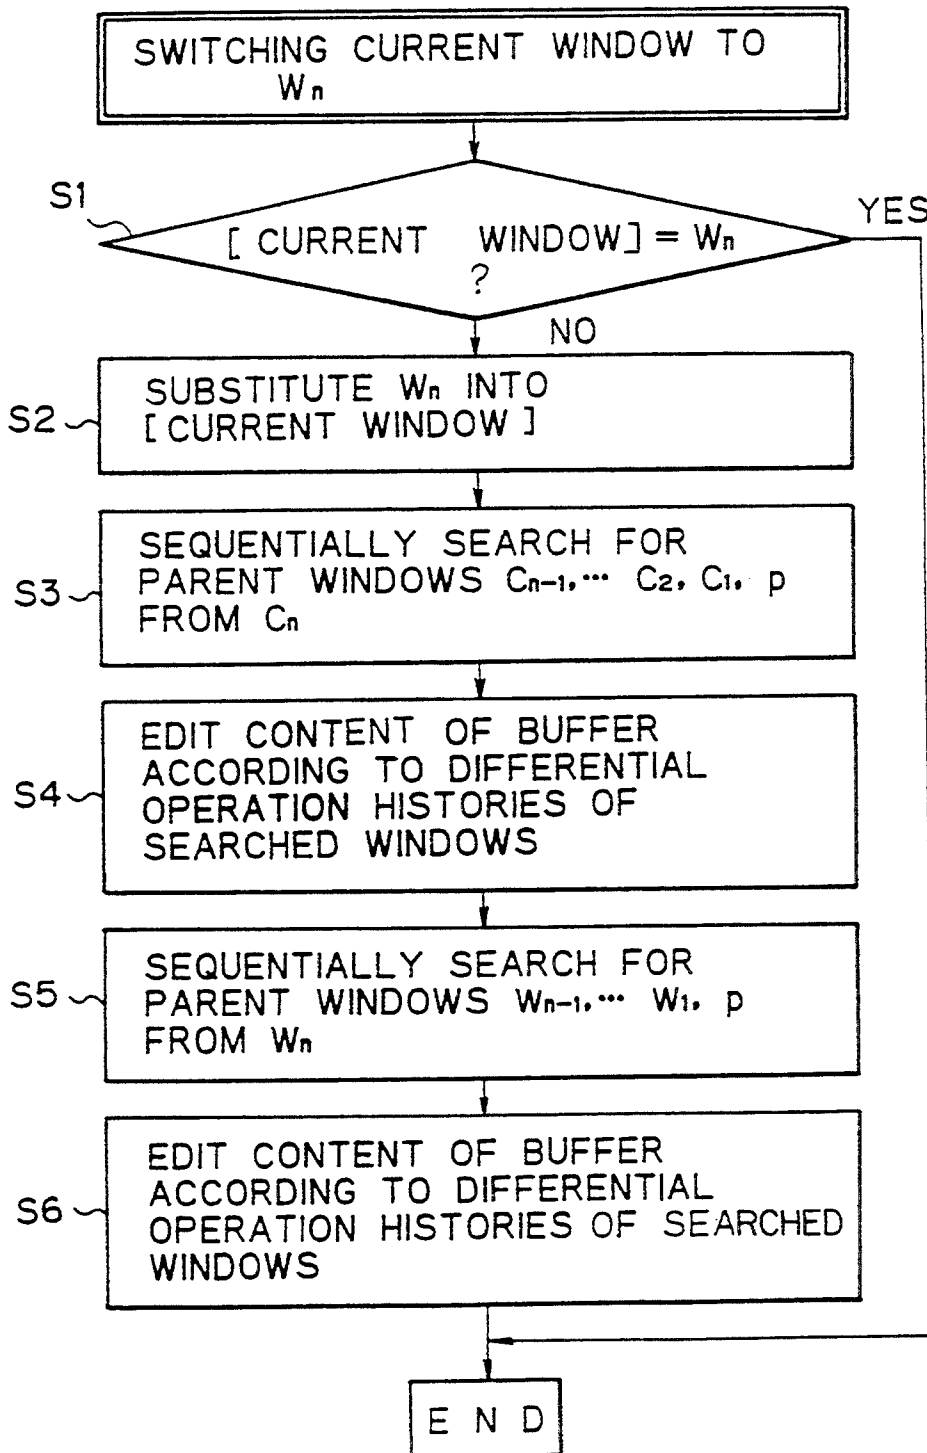 SWITCHING CURRENT WINDOW TO
Wn
S1
YES
[ CURRENT WINDOW ] = Wn
?
NO
S2
SUBSTITUTE Wn INTO
[ CURRENT WINDOW ]
S3
SEQUENTIALLY SEARCH FOR
PARENT WINDOWS Cn-1, ··· C2, C1, p
FROM Cn
S4
EDIT CONTENT OF BUFFER
ACCORDING TO DIFFERENTIAL
OPERATION HISTORIES OF
SEARCHED WINDOWS
S5
SEQUENTIALLY SEARCH FOR
PARENT WINDOWS Wn-1, ··· W1, p
FROM Wn
S6
EDIT CONTENT OF BUFFER
ACCORDING TO DIFFERENTIAL
OPERATION HISTORIES OF SEARCHED
WINDOWS
END